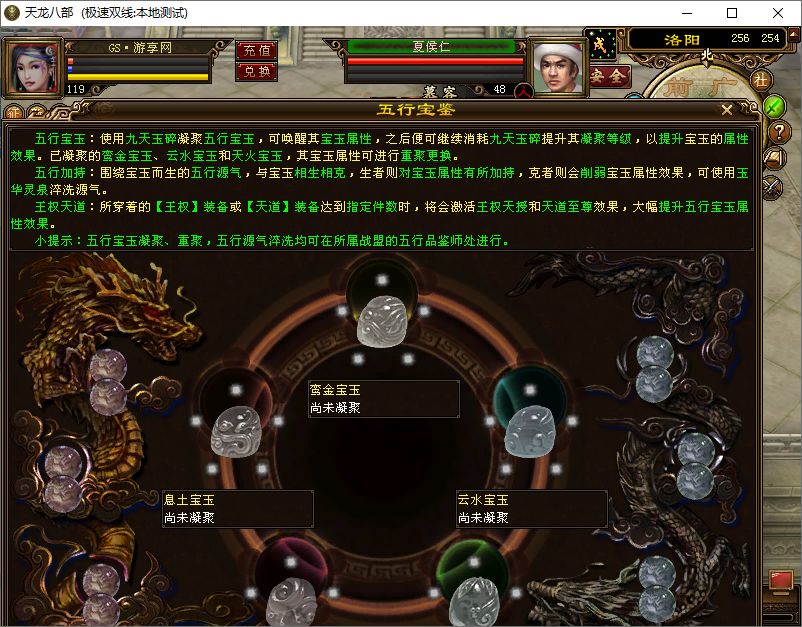 天龙八部 (极速双线:本地测试)
GS·游享网
充值
夏侯仁
戌
洛阳
256 254
北
兑换
119
慕容
48
安全
前广
社
五行宝鉴
五行宝玉：使用九天玉碎凝聚五行宝玉，可唤醒其宝玉属性，之后便可继续消耗九天玉碎提升其凝聚等级，以提升宝玉的属性
效果。已凝聚的鸾金宝玉、云水宝玉和天火宝玉，其宝玉属性可进行重聚更换。
五行加持：围绕宝玉而生的五行源气，与宝玉相生相克，生者则会对宝玉属性有所加持，克者则会削弱宝玉属性效果，可使用玉
华灵泉淬洗源气。
王权天道：所穿着的【王权】装备或【天道】装备达到指定件数时，将会激活王权天授和天道至尊效果，大幅提升五行宝玉属
性效果。
小提示：五行宝玉凝聚、重聚，五行源气淬洗均可在所属战盟的五行品鉴师处进行。
鸾金宝玉
尚未凝聚
息土宝玉
尚未凝聚
云水宝玉
尚未凝聚